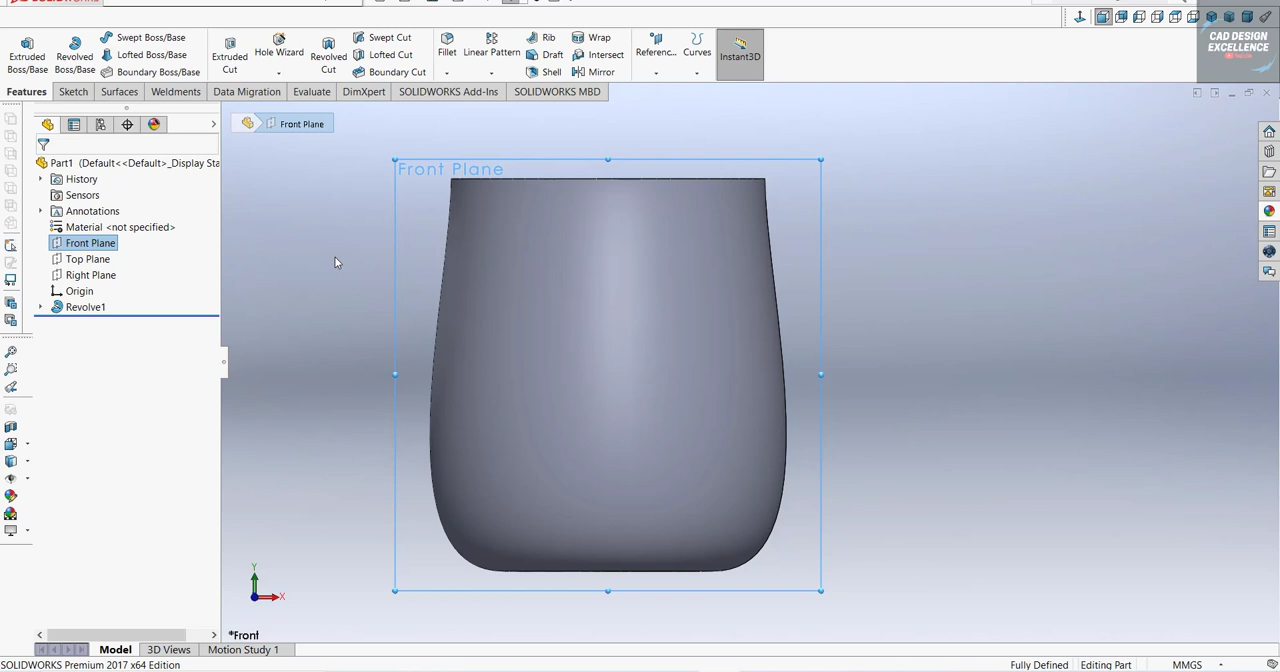 SOLIDWORKS
Extruded Boss/Base
Revolved Boss/Base
Swept Boss/Base
Lofted Boss/Base
Boundary Boss/Base
Extruded Cut
Hole Wizard
Revolved Cut
Swept Cut
Lofted Cut
Boundary Cut
Fillet
Linear Pattern
Rib
Draft
Shell
Wrap
Intersect
Mirror
Referenc...
Curves
Instant3D
CAD DESIGN
EXCELLENCE
YouTube
Features Sketch Surfaces Weldments Data Migration Evaluate DimXpert SOLIDWORKS Add-Ins SOLIDWORKS MBD
Front Plane
Part1 (Default<<Default>_Display Sta
History
Sensors
Annotations
Material <not specified>
Front Plane
Top Plane
Right Plane
Origin
Revolve1
Front Plane
Y
X
*Front
Model 3D Views Motion Study 1
SOLIDWORKS Premium 2017 x64 Edition
Fully Defined Editing Part MMGS